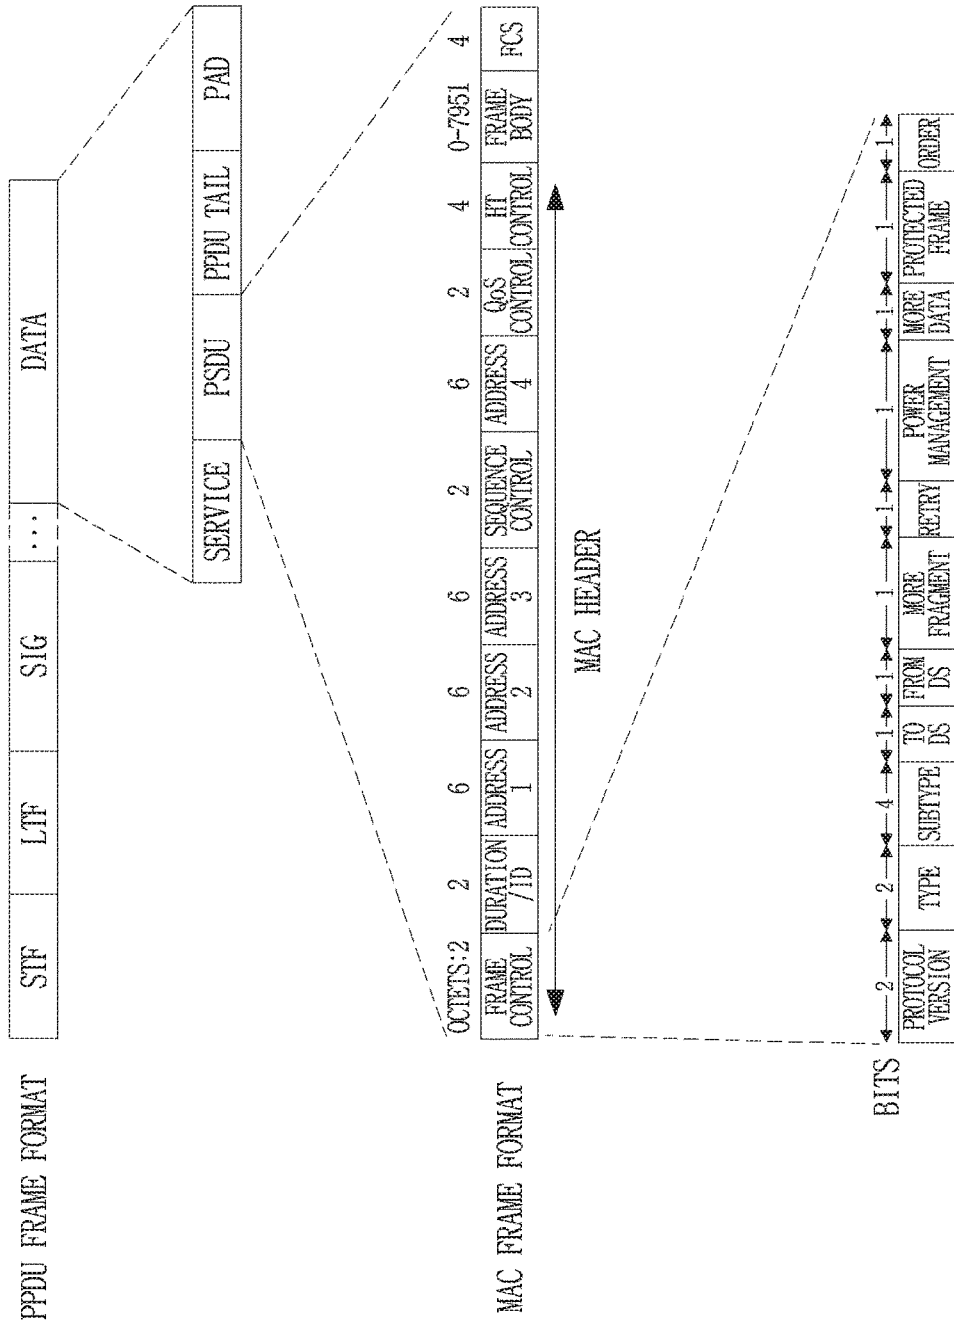 PPDU FRAME FORMAT
STF LTF SIG ... DATA
SERVICE PSDU PPDU TAIL PAD
MAC FRAME FORMAT
OCTETS:2 2 6 6 6 2 6 2 4 0-7951 4
FRAME CONTROL
DURATION /ID
ADDRESS 1
ADDRESS 2
ADDRESS 3
SEQUENCE CONTROL
ADDRESS 4
QoS CONTROL
HT CONTROL
FRAME BODY
FCS
MAC HEADER
BITS
2 2 4 1 1 1 1 1 1 1 1
PROTOCOL VERSION
TYPE
SUBTYPE
TO DS
FROM DS
MORE FRAGMENT
RETRY
POWER MANAGEMENT
MORE DATA
PROTECTED FRAME
ORDER